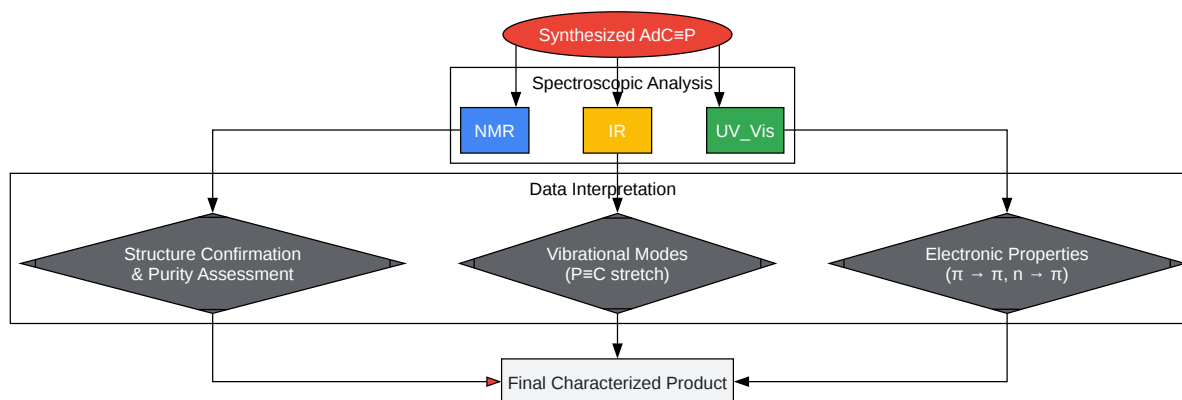 Synthesized AdC≡P
Spectroscopic Analysis
NMR
IR
UV_Vis
Data Interpretation
Structure Confirmation
& Purity Assessment
Vibrational Modes
(P≡C stretch)
Electronic Properties
(π → π, n → π)
Final Characterized Product